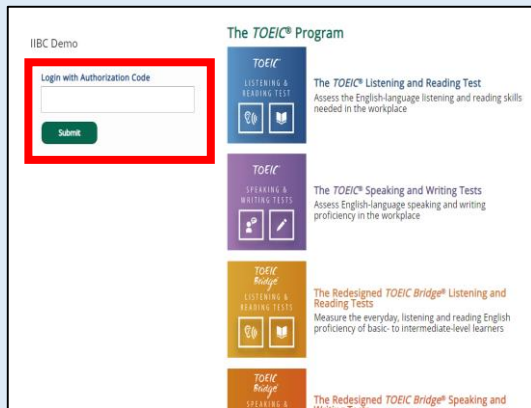 IIBC Demo
Login with Authorization Code
Submit
The TOEIC® Program
TOEIC
LISTENING &
READING TEST
The TOEIC® Listening and Reading Test
Assess the English-language listening and reading skills
needed in the workplace
TOEIC
SPEAKING &
WRITING TESTS
The TOEIC® Speaking and Writing Tests
Assess English-language speaking and writing
proficiency in the workplace
TOEIC
Bridge
LISTENING &
READING TESTS
The Redesigned TOEIC Bridge® Listening and
Reading Tests
Measure the everyday, listening and reading English
proficiency of basic- to intermediate-level learners
TOEIC
Bridge
SPEAKING &
The Redesigned TOEIC Bridge® Speaking and
Writing Tests